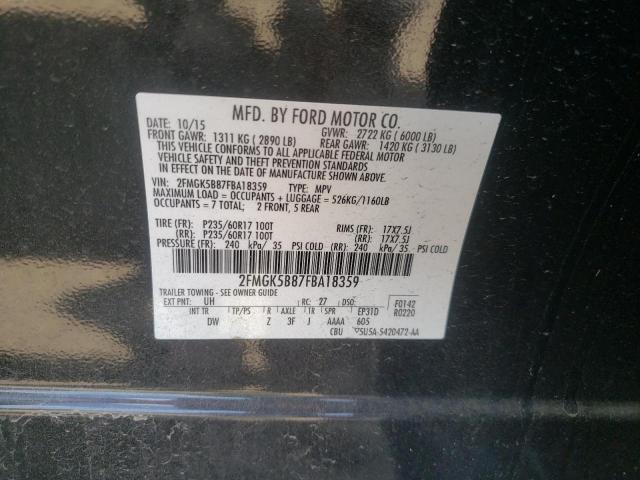 MFD. BY FORD MOTOR CO.
DATE: 10/15 GVWR: 2722 KG ( 6000 LB)
FRONT GAWR: 1311 KG ( 2890 LB) REAR GAWR: 1420 KG ( 3130 LB)
THIS VEHICLE CONFORMS TO ALL APPLICABLE FEDERAL MOTOR
VEHICLE SAFETY AND THEFT PREVENTION STANDARDS
IN EFFECT ON THE DATE OF MANUFACTURE SHOWN ABOVE.
VIN: 2FMGK5B87FBA18359 TYPE: MPV
MAXIMUM LOAD = OCCUPANTS + LUGGAGE = 526KG/1160LB
OCCUPANTS = 7 TOTAL; 2 FRONT, 5 REAR
TIRE (FR): P235/60R17 100T RIMS (FR): 17X7.5J
(RR): P235/60R17 100T (RR): 17X7.5J
PRESSURE (FR): 240 kPa/ 35 PSI COLD (RR): 240 kPa/ 35 PSI COLD
2FMGK5B87FBA18359
TRAILER TOWING - SEE OWNER GUIDE
EXT PNT: UH RC: 27 DSO: F0142
INT TR TP/PS R AXLE TR SPR EP31D R0220
DW Z 3F J AAAA 605
CBU 5U5A-5420472-AA